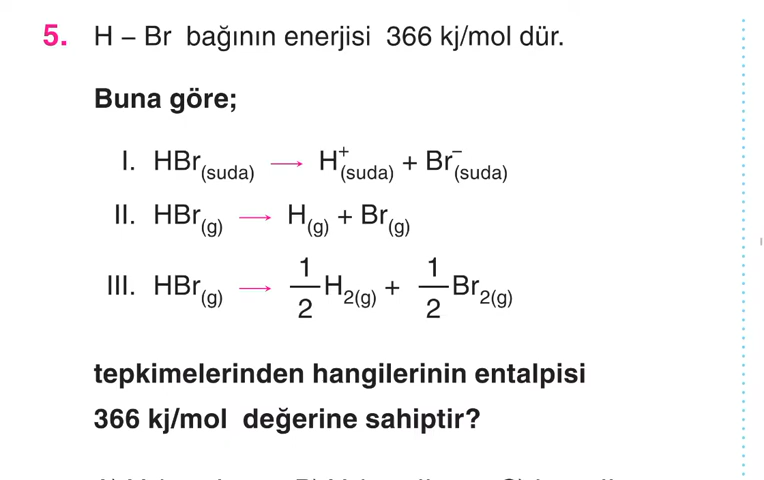 5. H – Br bağının enerjisi 366 kj/mol dür.
Buna göre;
I. HBr(suda) → H+(suda) + Br–(suda)
II. HBr(g) → H(g) + Br(g)
III. HBr(g) → 1/2 H2(g) + 1/2 Br2(g)
tepkimelerinden hangilerinin entalpisi
366 kj/mol değerine sahiptir?